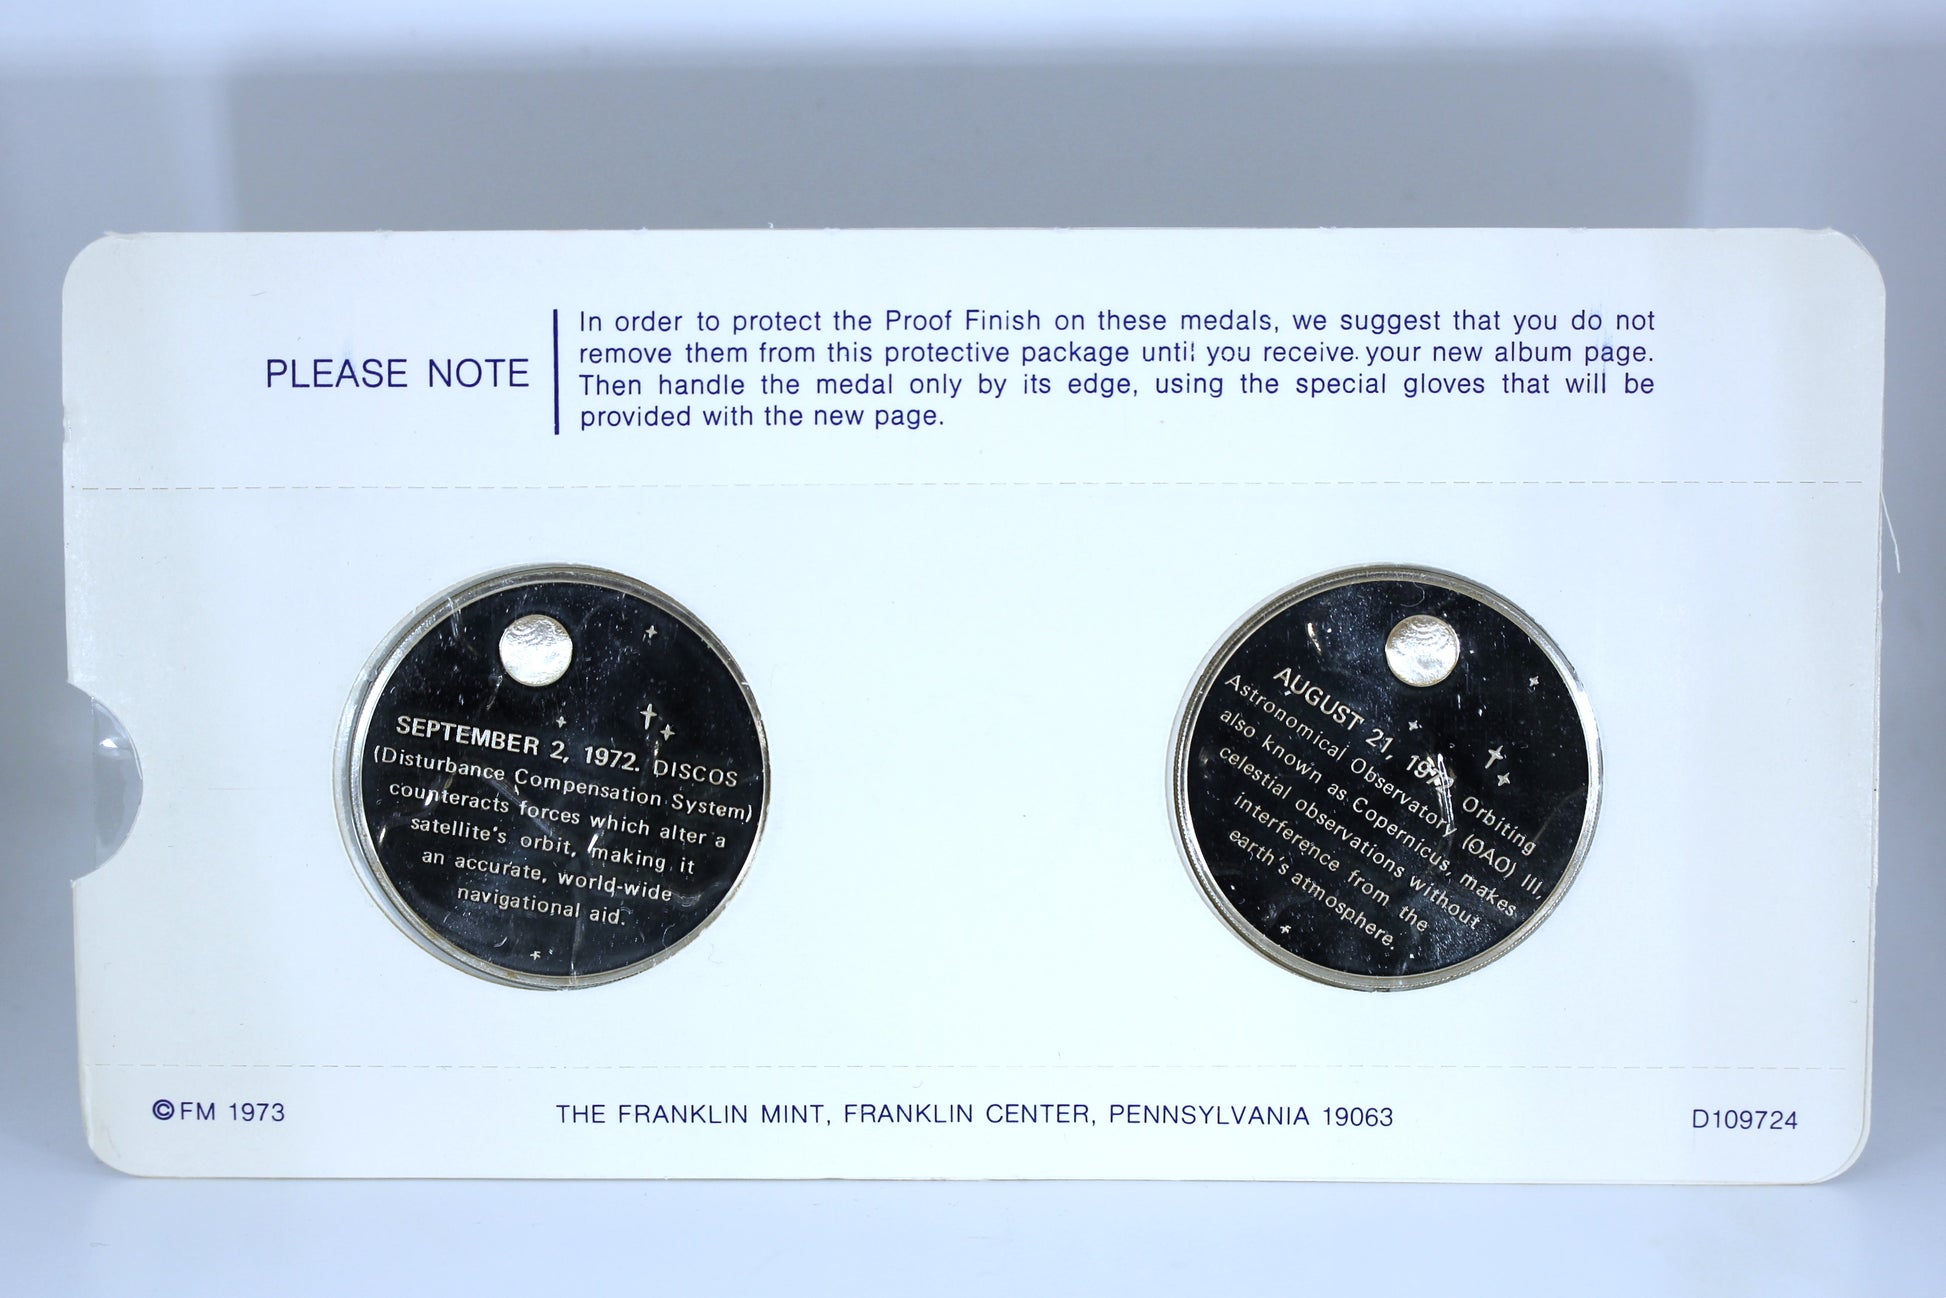 PLEASE NOTE
In order to protect the Proof Finish on these medals, we suggest that you do not
remove them from this protective package until you receive your new album page.
Then handle the medal only by its edge, using the special gloves that will be
provided with the new page.
SEPTEMBER 2, 1972. DISCOS
(Disturbance Compensation System)
counteracts forces which alter a
satellite's orbit, making it
an accurate, world-wide
navigational aid.
AUGUST 21, Orbiting
Astronomical Observatory (OAO) III,
also known as Copernicus, makes
celestial observations without
interference from the
earth's atmosphere.
©FM 1973
THE FRANKLIN MINT, FRANKLIN CENTER, PENNSYLVANIA 19063
D109724